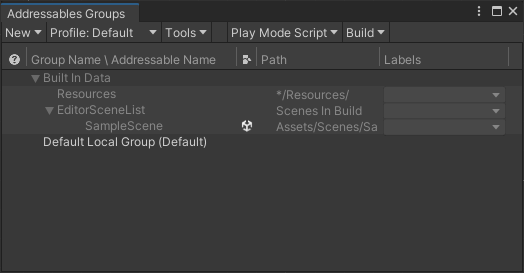 Addressables Groups
New Profile: Default Tools Play Mode Script Build
? Group Name \ Addressable Name Path Labels
Built In Data
Resources */Resources/
EditorSceneList Scenes In Build
SampleScene Assets/Scenes/Sa
Default Local Group (Default)